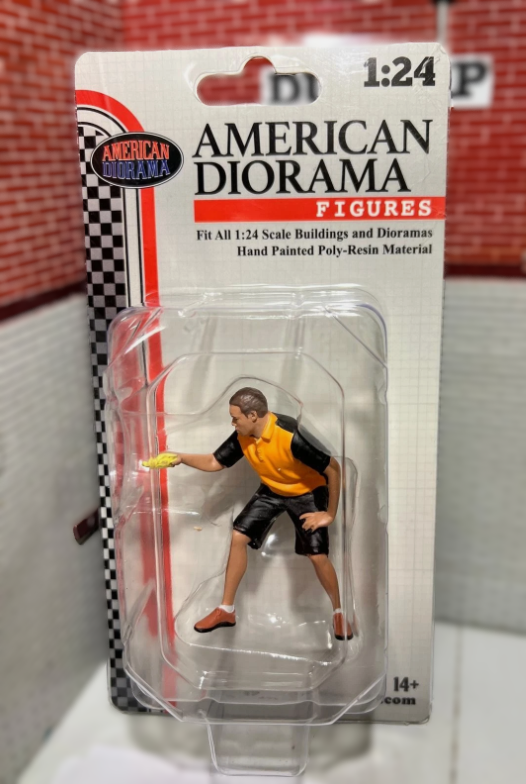 1:24
AMERICAN
DIORAMA
AMERICAN
DIORAMA
FIGURES
Fit All 1:24 Scale Buildings and Dioramas
Hand Painted Poly-Resin Material
14+
.com